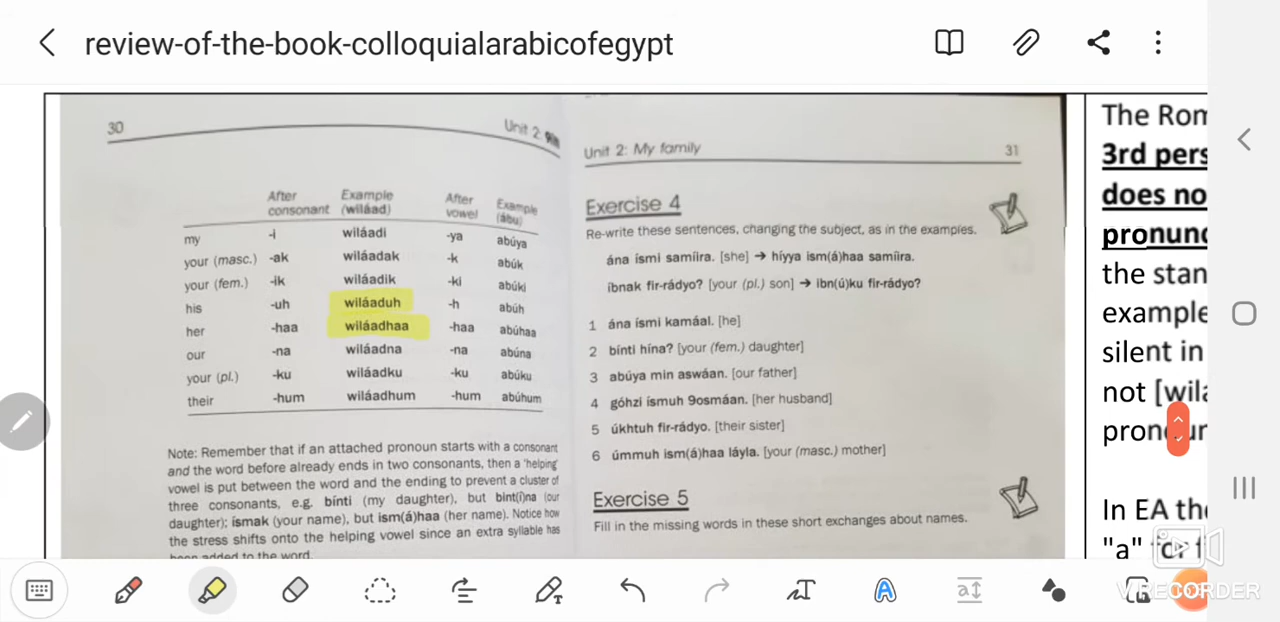 review-of-the-book-colloquialarabicofegypt
30
Unit 2
After consonant
Example (wiláad)
After vowel
Example (ábu)
my -i wiláadi -ya abúya
your (masc.) -ak wiláadak -k abúk
your (fem.) -ik wiláadik -ki abúki
his -uh wiláaduh -h abúh
her -haa wiláadhaa -haa abúhaa
our -na wiláadna -na abúna
your (pl.) -ku wiláadku -ku abúku
their -hum wiláadhum -hum abúhum
Note: Remember that if an attached pronoun starts with a consonant
and the word before already ends in two consonants, then a 'helping'
vowel is put between the word and the ending to prevent a cluster of
three consonants, e.g. bínti (my daughter), but bint(í)na (our
daughter); ísmak (your name), but ism(á)haa (her name). Notice how
the stress shifts onto the helping vowel since an extra syllable has
been added to the word.
Unit 2: My family 31
Exercise 4
Re-write these sentences, changing the subject, as in the examples.
ána ísmi samíira. [she] → híyya ism(á)haa samíira.
íbnak fir-rádyo? [your (pl.) son] → ibn(ú)ku fir-rádyo?
1 ána ísmi kamáal. [he]
2 bínti hína? [your (fem.) daughter]
3 abúya min aswáan. [our father]
4 góhzi ísmuh 9osmáan. [her husband]
5 úkhtuh fir-rádyo. [their sister]
6 úmmuh ism(á)haa láyla. [your (masc.) mother]
Exercise 5
Fill in the missing words in these short exchanges about names.
The Rom
3rd pers
does no
pronunc
the stan
example
silent in
not [wila
pronour
In EA the
"a" for f
V RECORDER